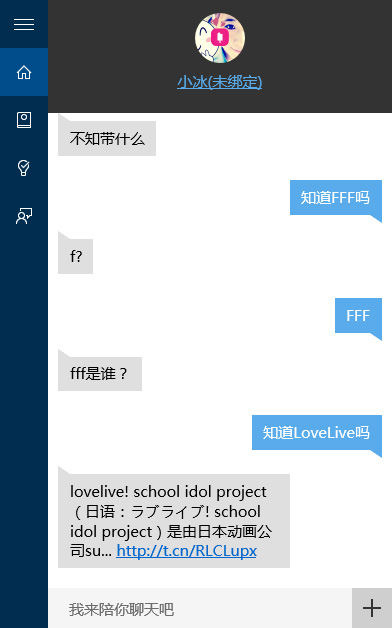 小冰(未绑定)
不知带什么
知道FFF吗
f?
FFF
fff是谁？
知道LoveLive吗
lovelive! school idol project
（日语：ラブライブ! school
idol project）是由日本动画公
司su... http://t.cn/RLCLupx
我来陪你聊天吧